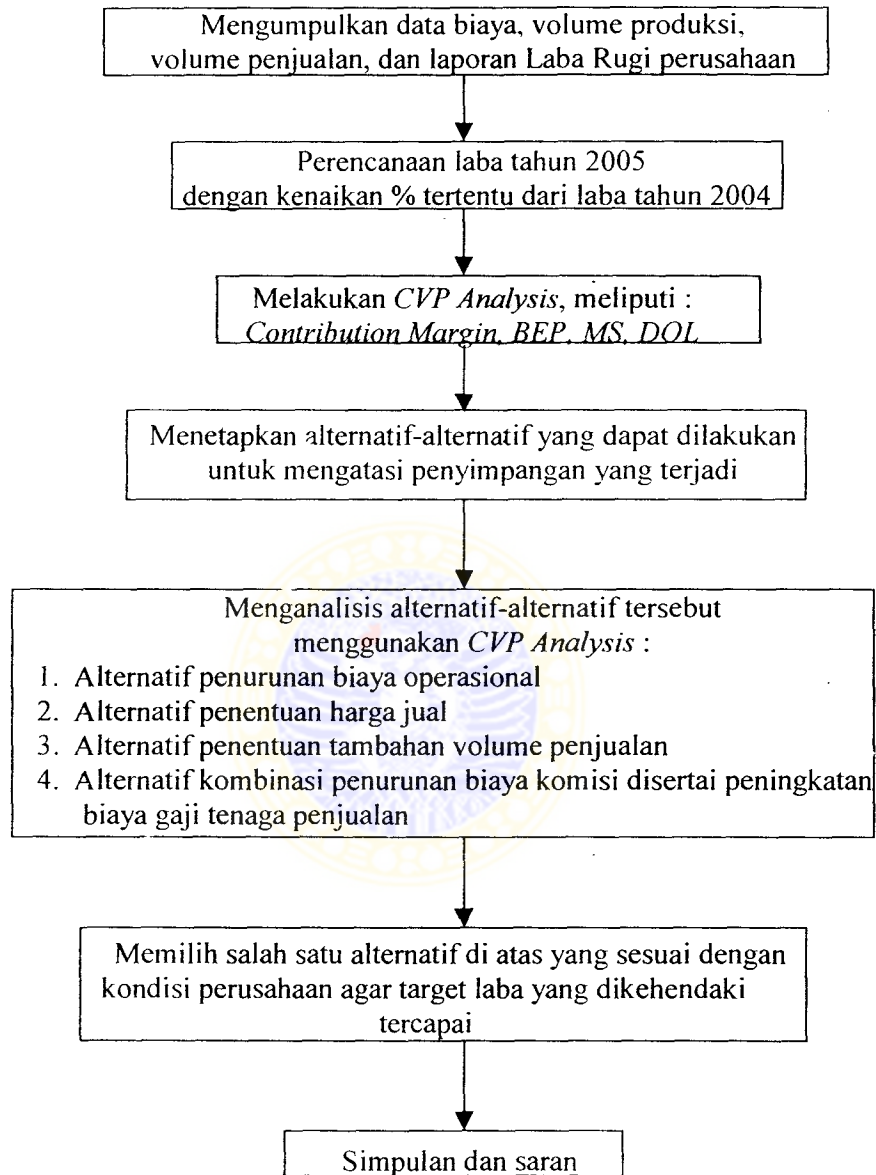 Mengumpulkan data biaya, volume produksi,
volume penjualan, dan laporan Laba Rugi perusahaan
Perencanaan laba tahun 2005
dengan kenaikan % tertentu dari laba tahun 2004
Melakukan CVP Analysis, meliputi :
Contribution Margin, BEP, MS, DOL
Menetapkan alternatif-alternatif yang dapat dilakukan
untuk mengatasi penyimpangan yang terjadi
Menganalisis alternatif-alternatif tersebut
menggunakan CVP Analysis :
1. Alternatif penurunan biaya operasional
2. Alternatif penentuan harga jual
3. Alternatif penentuan tambahan volume penjualan
4. Alternatif kombinasi penurunan biaya komisi disertai peningkatan
biaya gaji tenaga penjualan
Memilih salah satu alternatif di atas yang sesuai dengan
kondisi perusahaan agar target laba yang dikehendaki
tercapai
Simpulan dan saran